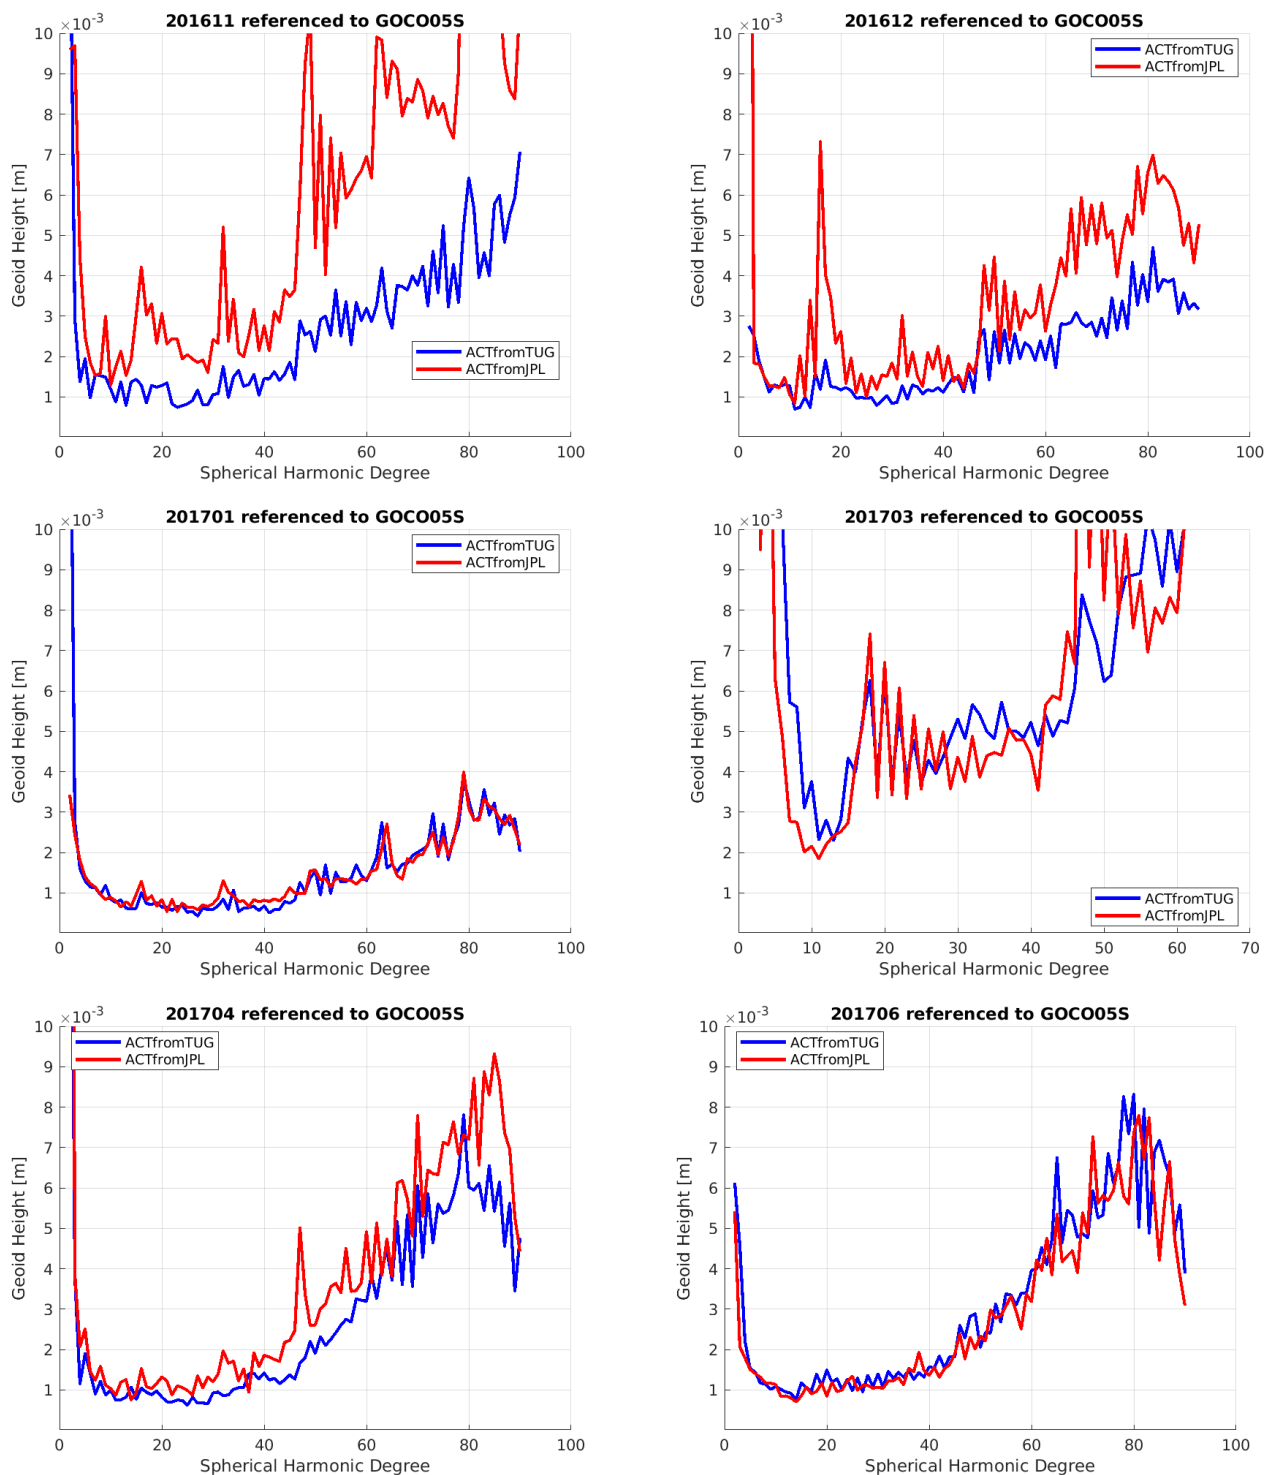 201611 referenced to GOCO05S
×10-3
10
9
8
7
6
5
4
3
2
1
Geoid Height [m]
ACTfromTUG
ACTfromJPL
0 20 40 60 80 100
Spherical Harmonic Degree
201612 referenced to GOCO05S
×10-3
10
9
8
7
6
5
4
3
2
1
Geoid Height [m]
ACTfromTUG
ACTfromJPL
0 20 40 60 80 100
Spherical Harmonic Degree
201701 referenced to GOCO05S
×10-3
10
9
8
7
6
5
4
3
2
1
Geoid Height [m]
ACTfromTUG
ACTfromJPL
0 20 40 60 80 100
Spherical Harmonic Degree
201703 referenced to GOCO05S
×10-3
10
9
8
7
6
5
4
3
2
1
Geoid Height [m]
ACTfromTUG
ACTfromJPL
0 10 20 30 40 50 60 70
Spherical Harmonic Degree
201704 referenced to GOCO05S
×10-3
10
9
8
7
6
5
4
3
2
1
Geoid Height [m]
ACTfromTUG
ACTfromJPL
0 20 40 60 80 100
Spherical Harmonic Degree
201706 referenced to GOCO05S
×10-3
10
9
8
7
6
5
4
3
2
1
Geoid Height [m]
ACTfromTUG
ACTfromJPL
0 20 40 60 80 100
Spherical Harmonic Degree